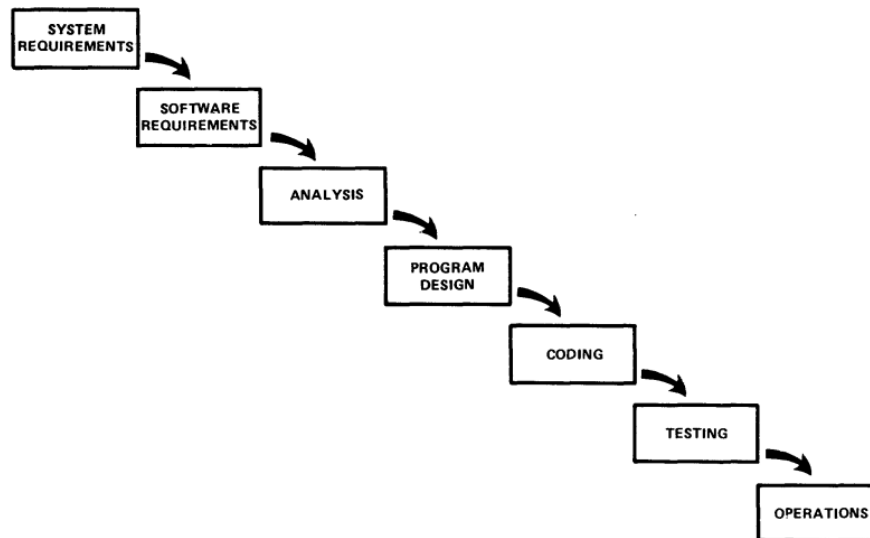 SYSTEM
REQUIREMENTS
SOFTWARE
REQUIREMENTS
ANALYSIS
PROGRAM
DESIGN
CODING
TESTING
OPERATIONS